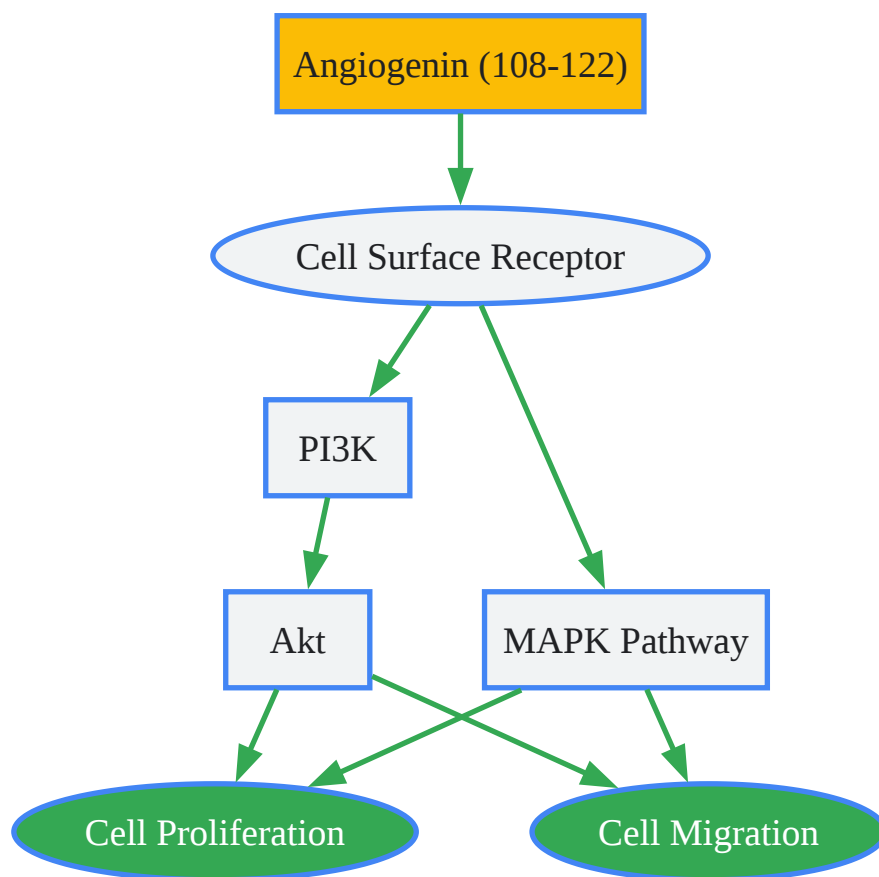 Angiogenin (108-122)
Cell Surface Receptor
PI3K
Akt
MAPK Pathway
Cell Proliferation
Cell Migration